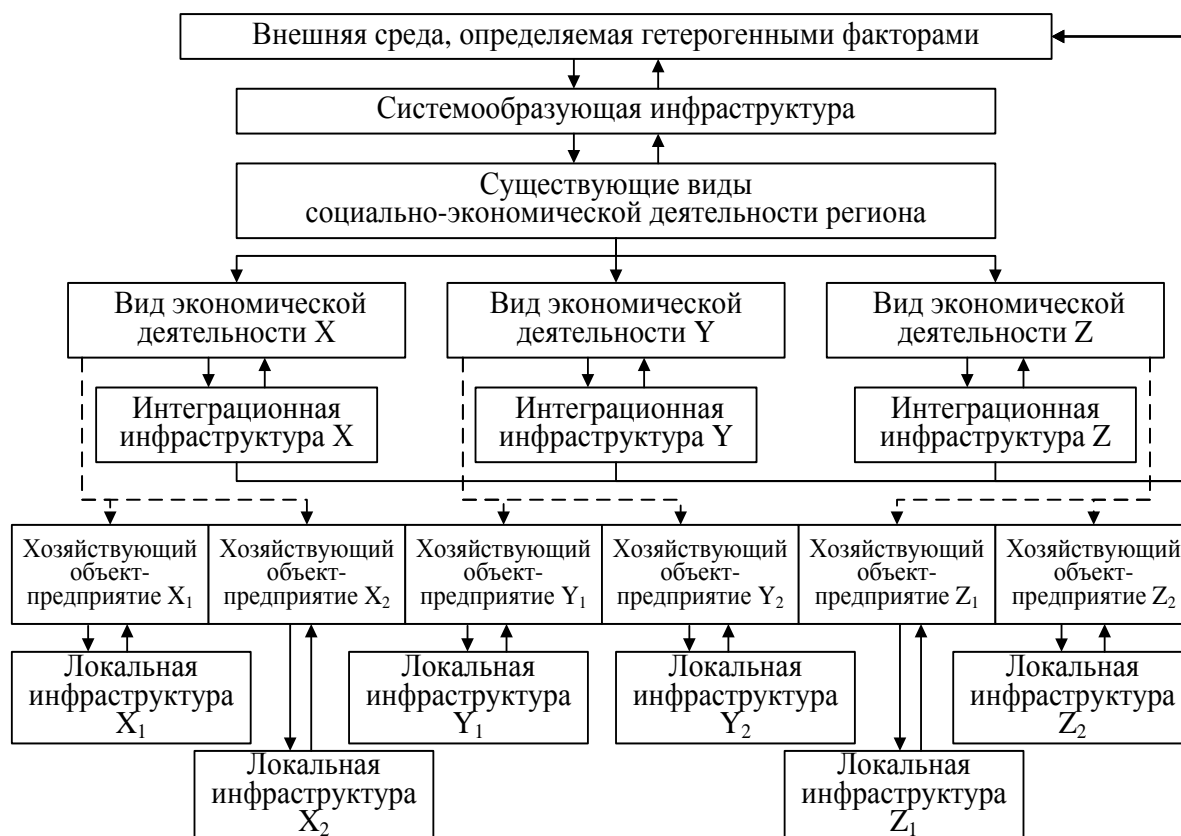 Внешняя среда, определяемая гетерогенными факторами
Системообразующая инфраструктура
Существующие виды
социально-экономической деятельности региона
Вид экономической
деятельности X
Вид экономической
деятельности Y
Вид экономической
деятельности Z
Интеграционная
инфраструктура X
Интеграционная
инфраструктура Y
Интеграционная
инфраструктура Z
Хозяйствующий
объект-
предприятие X₁
Хозяйствующий
объект-
предприятие X₂
Хозяйствующий
объект-
предприятие Y₁
Хозяйствующий
объект-
предприятие Y₂
Хозяйствующий
объект-
предприятие Z₁
Хозяйствующий
объект-
предприятие Z₂
Локальная
инфраструктура
X₁
Локальная
инфраструктура
Y₁
Локальная
инфраструктура
Y₂
Локальная
инфраструктура
Z₂
Локальная
инфраструктура
X₂
Локальная
инфраструктура
Z₁